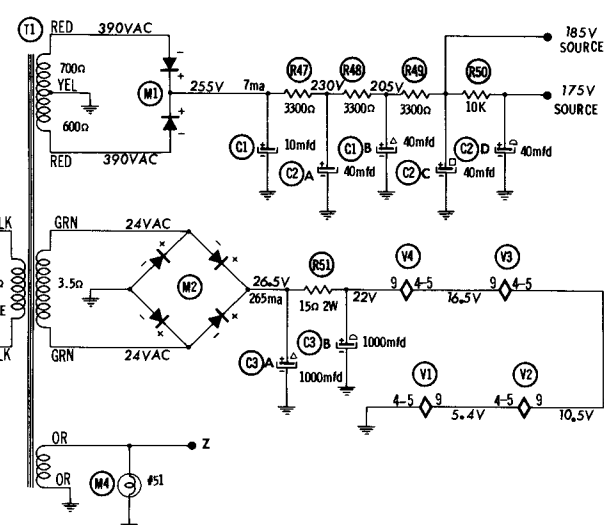 T1 RED 390VAC
185V
SOURCE
700Ω
YEL
600Ω
M1
255V
7ma
R47
230V
R48
205V
R49
R50
175V
SOURCE
3300Ω
3300Ω
3300Ω
10K
C1 10mfd
C2 A 40mfd
C1 B 40mfd
C2 C 40mfd
C2 D 40mfd
RED 390VAC
LK
GRN 24VAC
3.5Ω
Ω
E
M2
26.5V
265ma
R51
15Ω 2W
22V
V4
9 4-5
16.5V
V3
9 4-5
C3 A 1000mfd
C3 B 1000mfd
LK
GRN 24VAC
V1
4-5 9
5.4V
V2
4-5 9
10.5V
OR
Z
OR
M4 #51